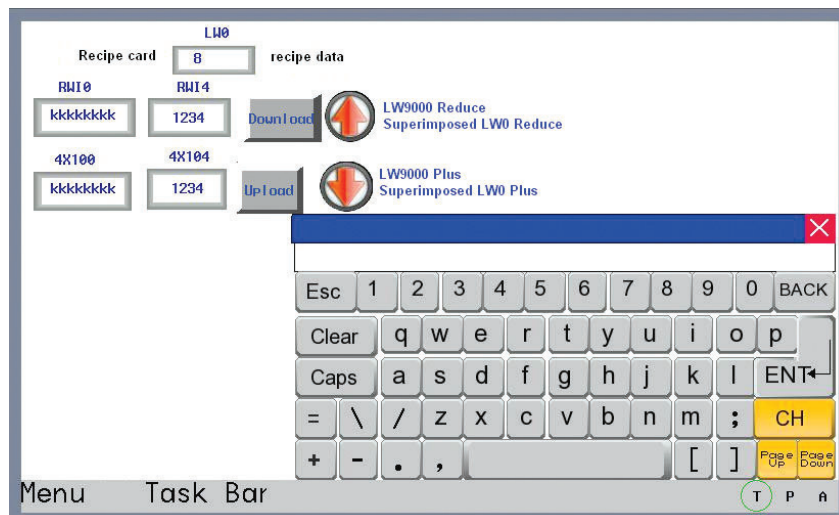 LW0
Recipe card 8 recipe data
RWI0 RWI4
kkkkkkkk 1234 Download LW9000 Reduce
Superimposed LW0 Reduce
4X100 4X104
kkkkkkkk 1234 Upload LW9000 Plus
Superimposed LW0 Plus
Esc 1 2 3 4 5 6 7 8 9 0 BACK
Clear q w e r t y u i o p
Caps a s d f g h j k l ENT
= \ / z x c v b n m ; CH
+ - . , [ ] Page Up Page Down
Menu Task Bar T P A